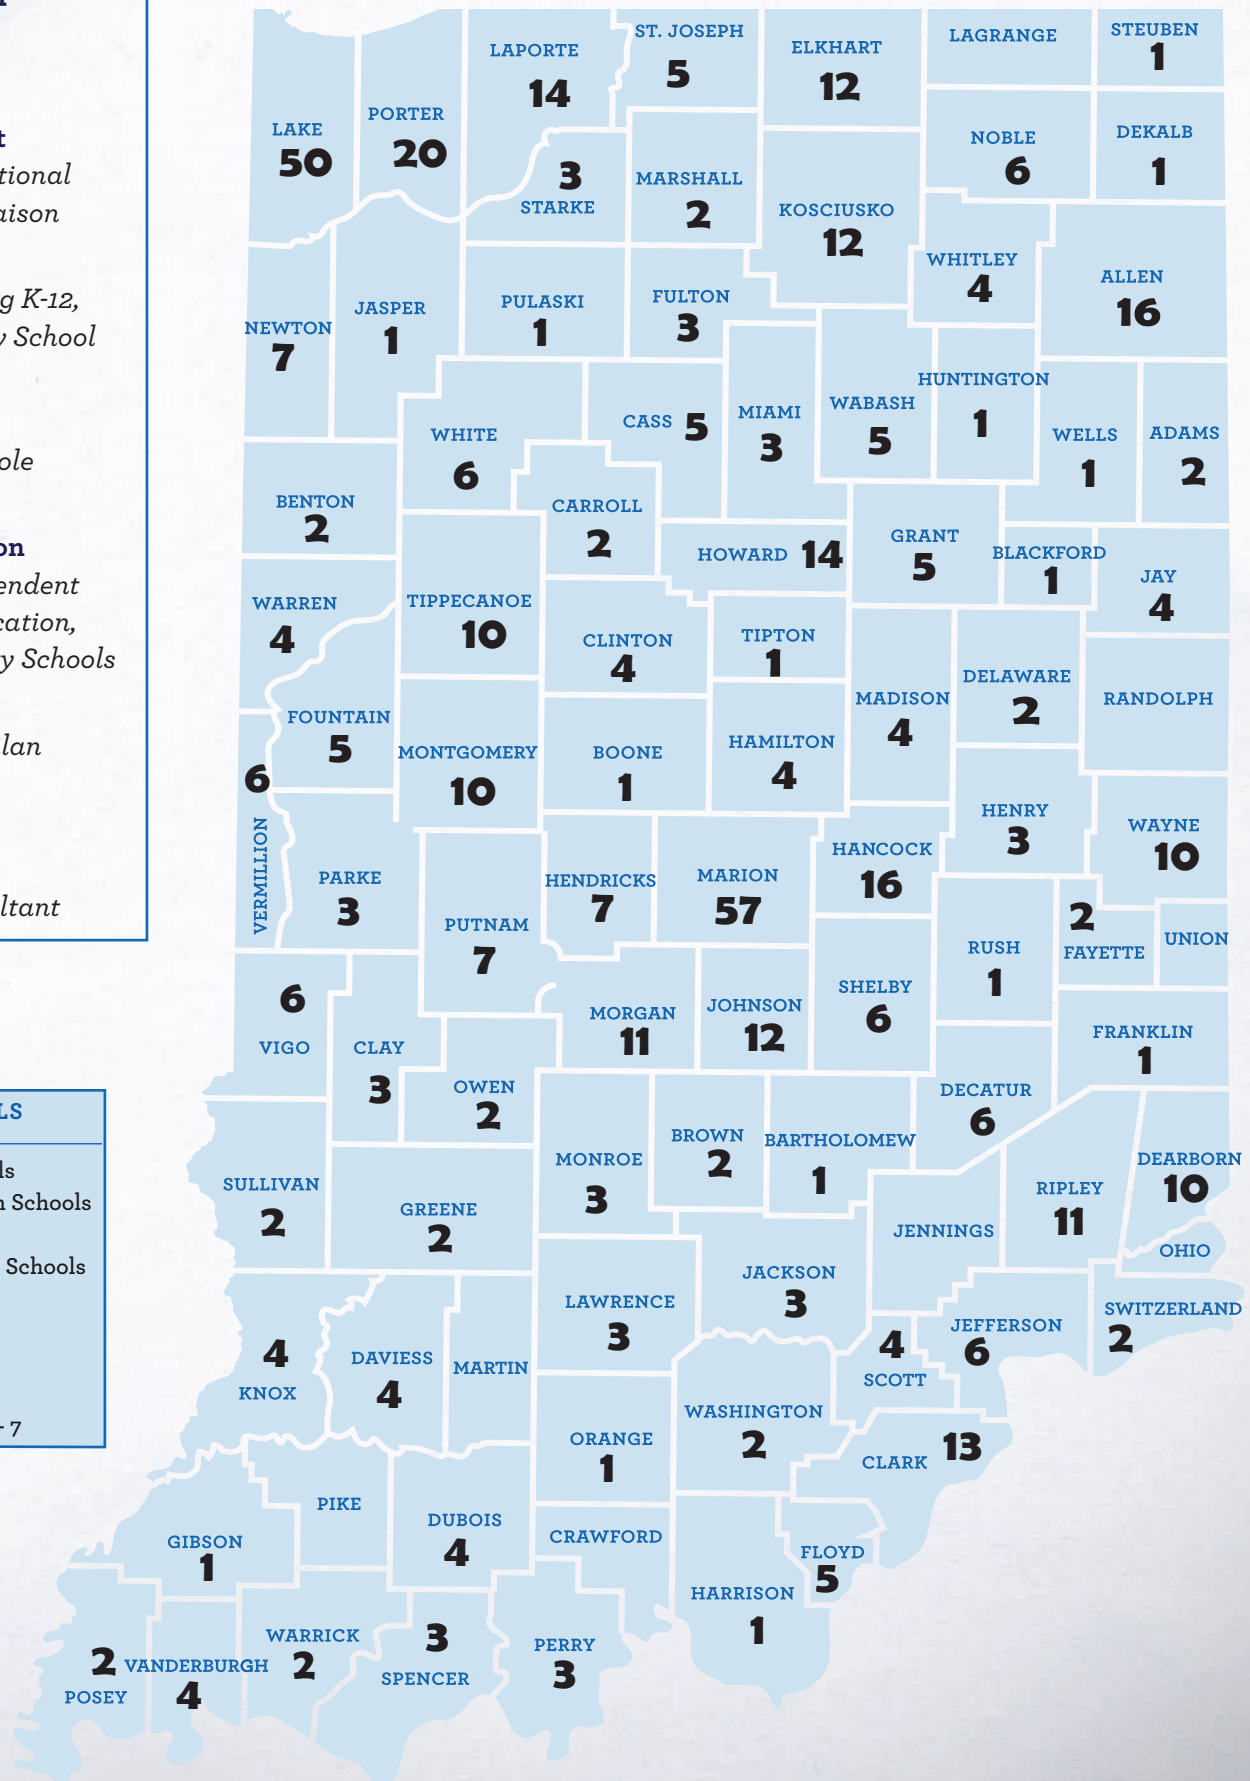 t
tional
aison
g K-12,
y School
ole
on
endent
cation,
y Schools
lan
ltant
LS
ls
n Schools
Schools
- 7
LAKE
50
PORTER
20
LAPORTE
14
ST. JOSEPH
5
ELKHART
12
LAGRANGE
STEUBEN
1
3
STARKE
MARSHALL
2
KOSCIUSKO
12
NOBLE
6
DEKALB
1
WHITLEY
4
ALLEN
16
NEWTON
7
JASPER
1
PULASKI
1
FULTON
3
WHITE
6
CASS 5
MIAMI
3
WABASH
5
HUNTINGTON
1
WELLS
1
ADAMS
2
BENTON
2
CARROLL
2
HOWARD 14
GRANT
5
BLACKFORD
1
JAY
4
WARREN
4
TIPPECANOE
10
CLINTON
4
TIPTON
1
MADISON
4
DELAWARE
2
RANDOLPH
FOUNTAIN
5
6
VERMILLION
MONTGOMERY
10
BOONE
1
HAMILTON
4
HENRY
3
WAYNE
10
PARKE
3
PUTNAM
7
HENDRICKS
7
MARION
57
HANCOCK
16
RUSH
1
2
FAYETTE
UNION
6
VIGO
CLAY
3
OWEN
2
MORGAN
11
JOHNSON
12
SHELBY
6
DECATUR
6
FRANKLIN
1
SULLIVAN
2
GREENE
2
MONROE
3
BROWN
2
BARTHOLOMEW
1
JENNINGS
RIPLEY
11
DEARBORN
10
OHIO
4
KNOX
DAVIESS
4
MARTIN
LAWRENCE
3
JACKSON
3
4
SCOTT
JEFFERSON
6
SWITZERLAND
2
ORANGE
1
WASHINGTON
2
CLARK
13
GIBSON
1
PIKE
DUBOIS
4
CRAWFORD
HARRISON
1
FLOYD
5
2
POSEY
VANDERBURGH
4
WARRICK
2
3
SPENCER
PERRY
3